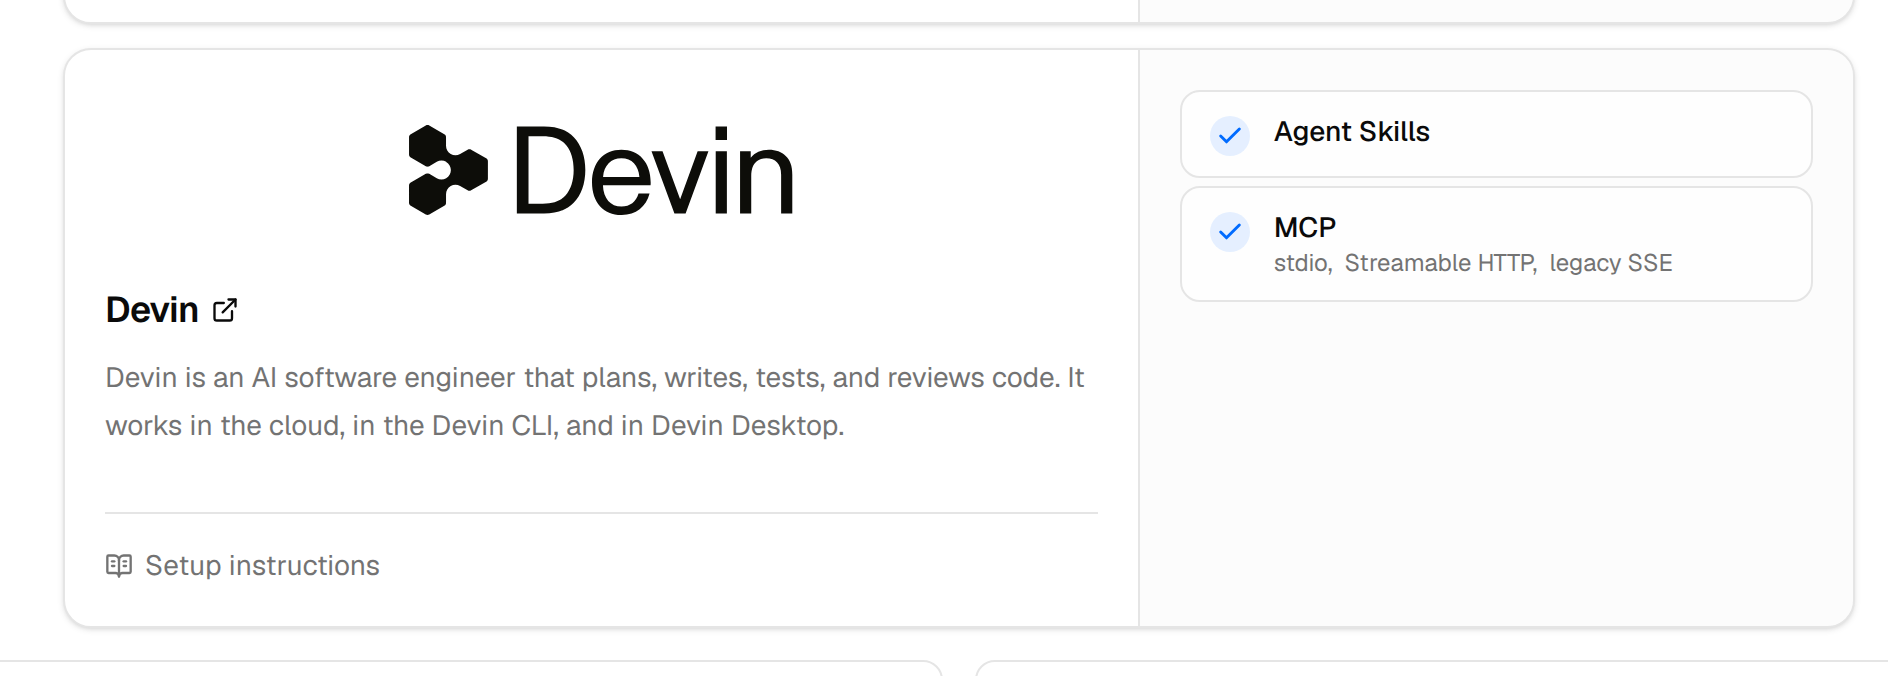 Devin
Devin
Devin is an AI software engineer that plans, writes, tests, and reviews code. It
works in the cloud, in the Devin CLI, and in Devin Desktop.
Setup instructions
Agent Skills
MCP
stdio, Streamable HTTP, legacy SSE